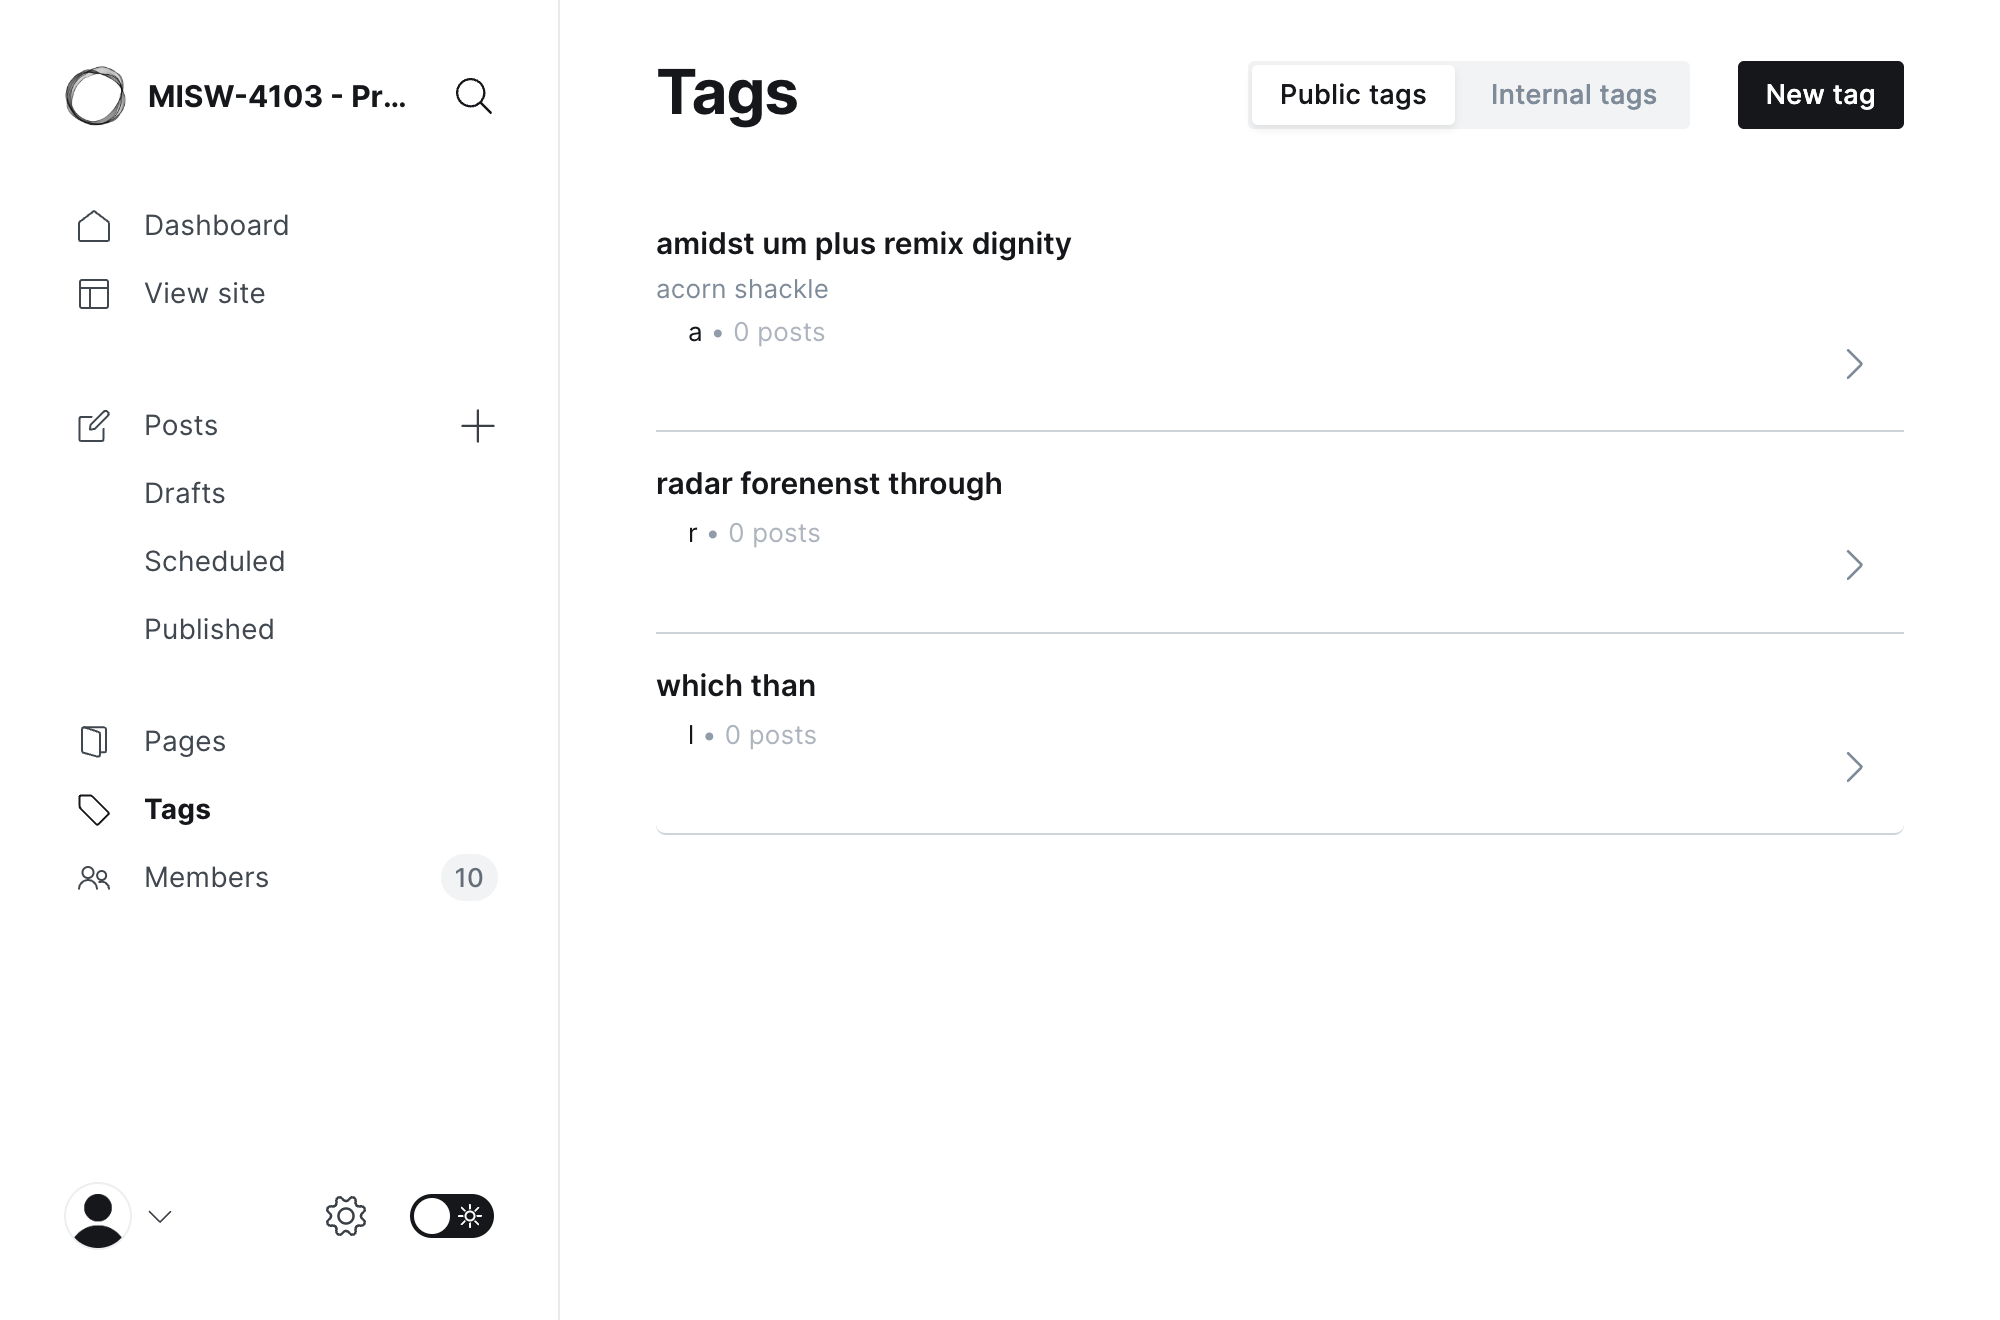 MISW-4103 - Pr...
Dashboard
View site
Posts
Drafts
Scheduled
Published
Pages
Tags
Members 10
Tags
Public tags Internal tags New tag
amidst um plus remix dignity
acorn shackle
a • 0 posts
radar forenenst through
r • 0 posts
which than
l • 0 posts